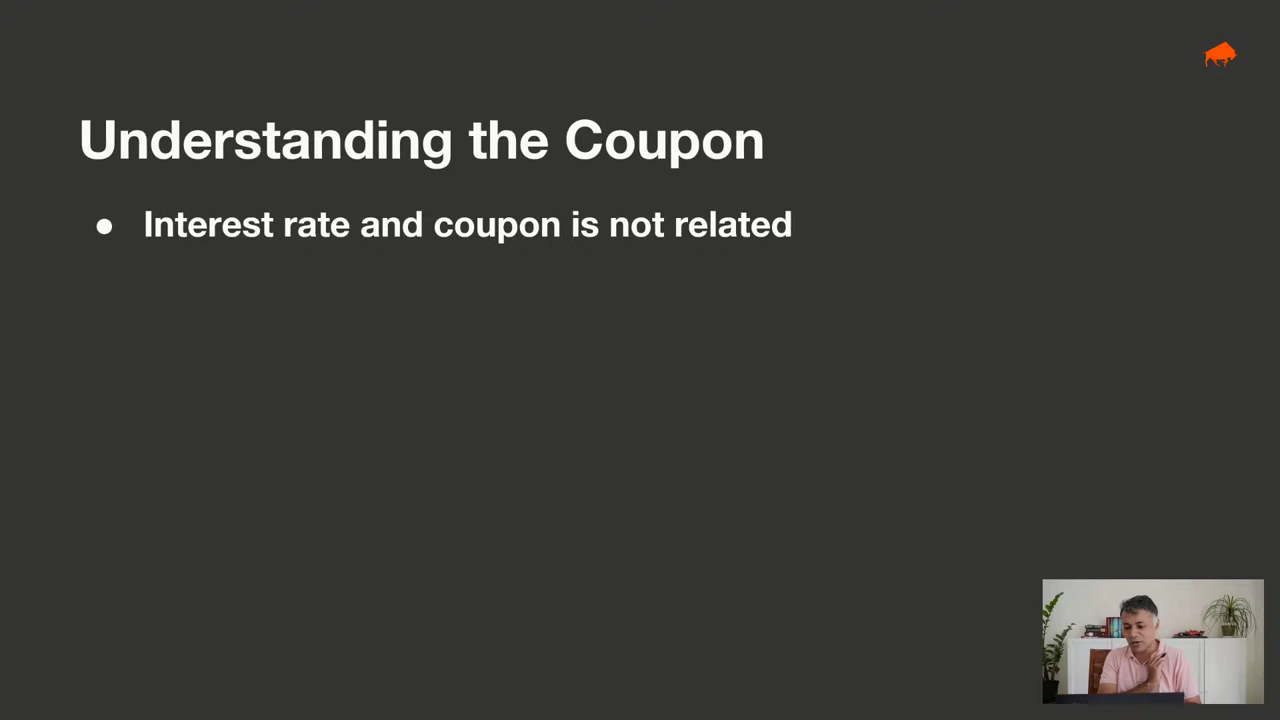 Understanding the Coupon
● Interest rate and coupon is not related